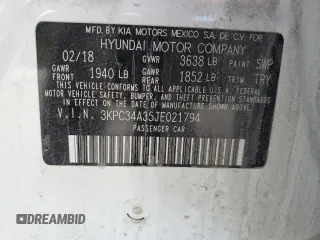 MFD. BY KIA MOTORS MEXICO S.A. DE C.V. FOR
HYUNDAI MOTOR COMPANY
02/18 GVWR 3638 LB PAINT SWP
GAWR FRONT 1940 LB GAWR REAR 1852 LB TRIM TRY
THIS VEHICLE CONFORMS TO ALL APPLICABLE
U.S. FEDERAL MOTOR VEHICLE SAFETY, BUMPER,
AND THEFT PREVENTION STANDARDS IN EFFECT ON
THE DATE OF MANUFACTURE SHOWN ABOVE.
V.I.N. 3KPC34A35JE021794
PASSENGER CAR
DREAMBID